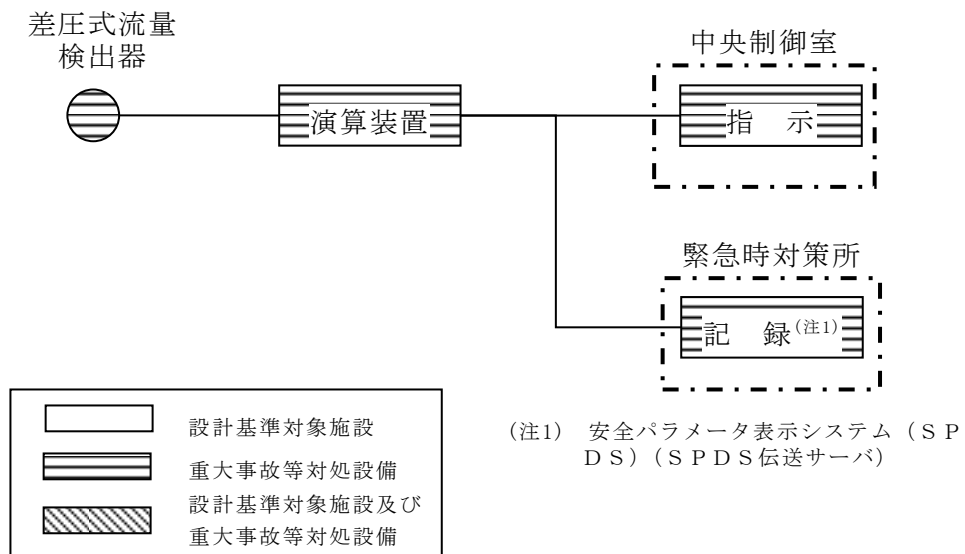 差圧式流量
検出器
演算装置
中央制御室
指　示
緊急時対策所
記　録(注1)
設計基準対象施設
重大事故等対処設備
設計基準対象施設及び
重大事故等対処設備
(注1)　安全パラメータ表示システム（ＳＰ
ＤＳ）（ＳＰＤＳ伝送サーバ）